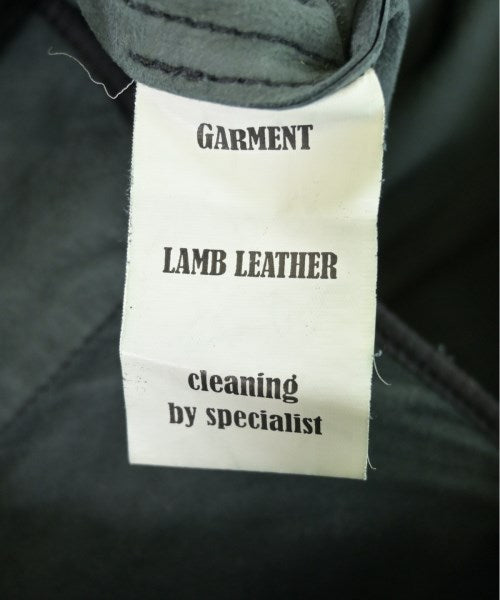 GARMENT
LAMB LEATHER
cleaning
by specialist